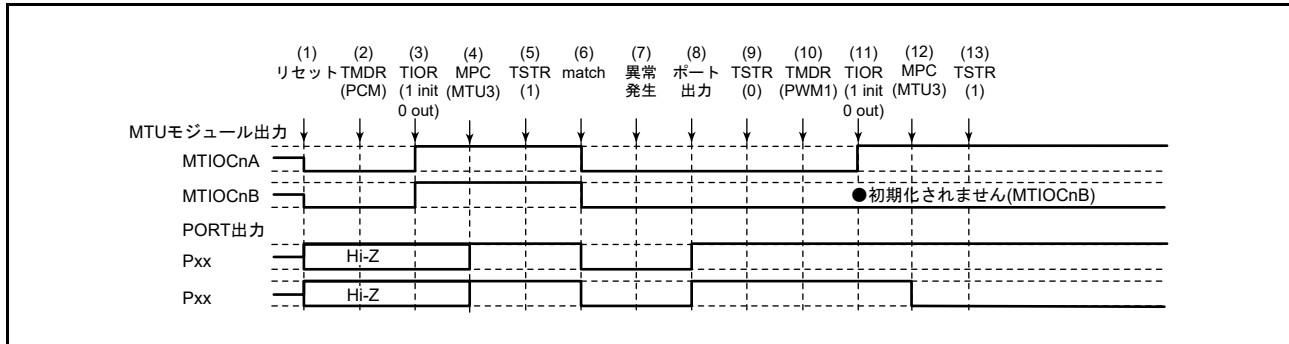 (1) (2) (3) (4) (5) (6) (7) (8) (9) (10) (11) (12) (13)
リセット TMDR TIOR MPC TSTR match 異常 ポート TSTR TMDR TIOR MPC TSTR
(PCM) (1 init (MTU3) (1) 発生 出力 (0) (PWM1) (1 init (MTU3) (1)
0 out) 0 out)
MTUモジュール出力
MTIOCnA
MTIOCnB ●初期化されません(MTIOCnB)
PORT出力
Pxx Hi-Z
Pxx Hi-Z